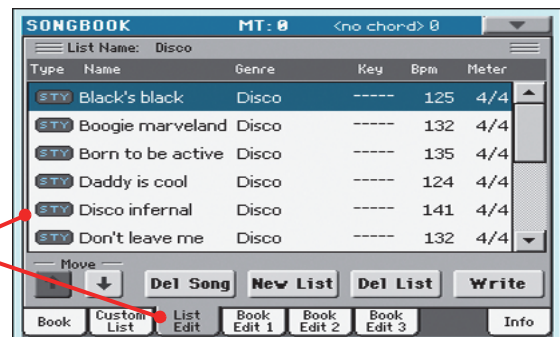 SONGBOOK MT: 0 <no chord> 0
List Name: Disco
Type Name Genre Key Bpm Meter
STY Black's black Disco ----- 125 4/4
STY Boogie marveland Disco ----- 132 4/4
STY Born to be active Disco ----- 135 4/4
STY Daddy is cool Disco ----- 124 4/4
STY Disco infernal Disco ----- 141 4/4
STY Don't leave me Disco ----- 132 4/4
Move
Del Song New List Del List Write
Book Custom List List Edit Book Edit 1 Book Edit 2 Book Edit 3 Info